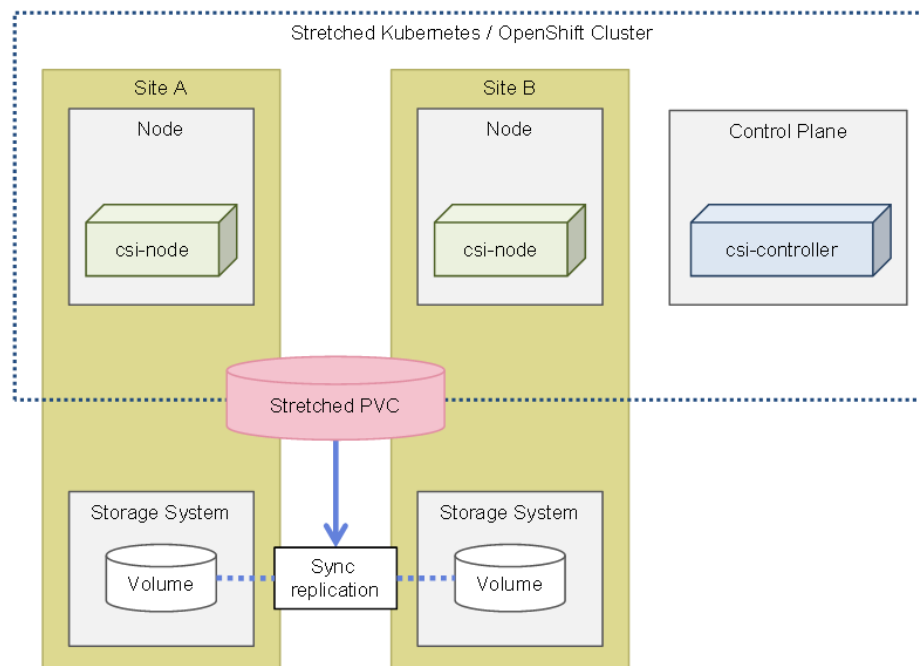 Stretched Kubernetes / OpenShift Cluster
Site A
Site B
Node
Node
Control Plane
csi-node
csi-node
csi-controller
Stretched PVC
Storage System
Storage System
Sync
replication
Volume
Volume